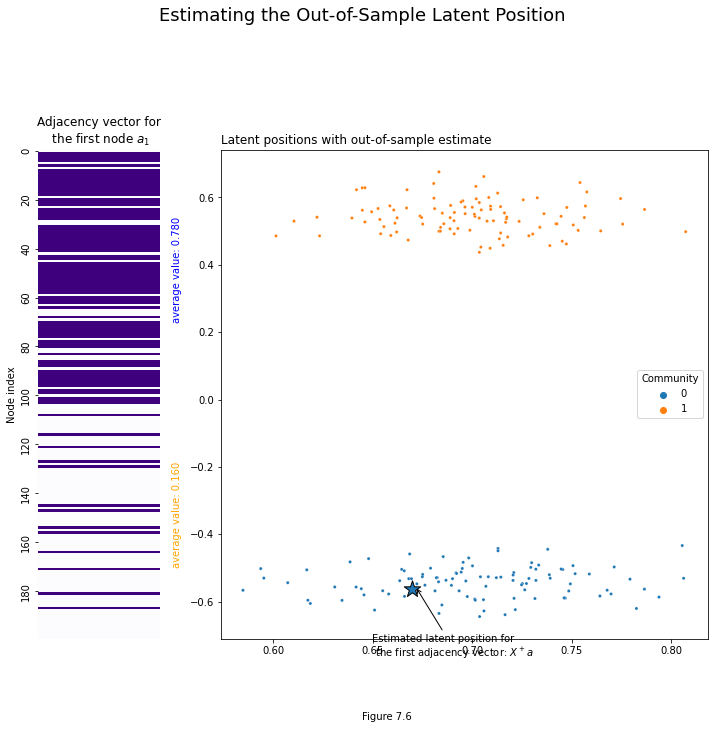 Estimating the Out-of-Sample Latent Position
Adjacency vector for
the first node a₁
Node index
0
20
40
60
80
100
120
140
160
180
average value: 0.780
average value: 0.160
Latent positions with out-of-sample estimate
0.6
0.4
0.2
0.0
−0.2
−0.4
−0.6
Community
0
1
Estimated latent position for
the first adjacency vector: X⁺a
0.60
0.65
0.70
0.75
0.80
Figure 7.6